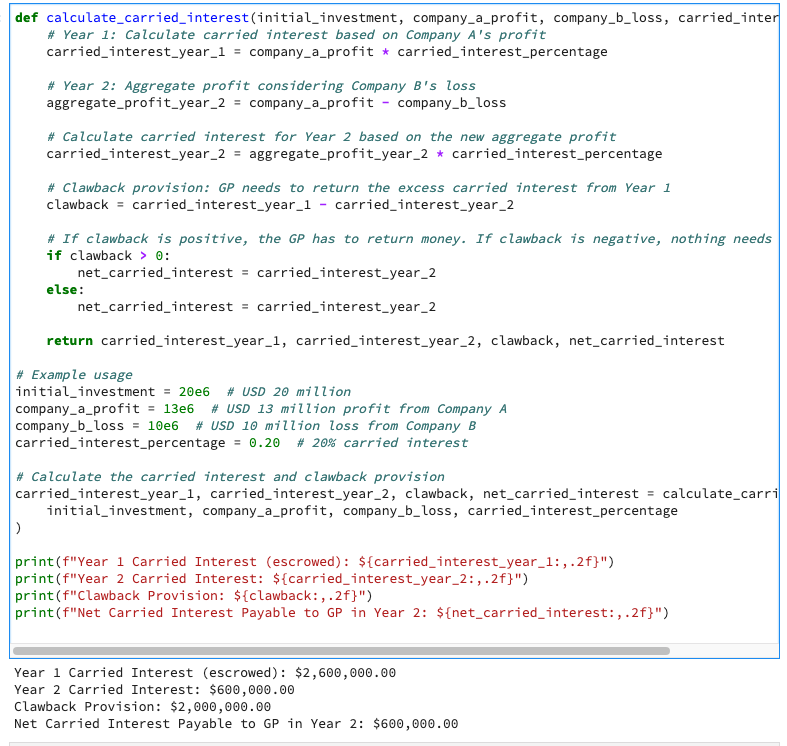 def calculate_carried_interest(initial_investment, company_a_profit, company_b_loss, carried_inter
    # Year 1: Calculate carried interest based on Company A's profit
    carried_interest_year_1 = company_a_profit * carried_interest_percentage

    # Year 2: Aggregate profit considering Company B's loss
    aggregate_profit_year_2 = company_a_profit - company_b_loss

    # Calculate carried interest for Year 2 based on the new aggregate profit
    carried_interest_year_2 = aggregate_profit_year_2 * carried_interest_percentage

    # Clawback provision: GP needs to return the excess carried interest from Year 1
    clawback = carried_interest_year_1 - carried_interest_year_2

    # If clawback is positive, the GP has to return money. If clawback is negative, nothing needs
    if clawback > 0:
        net_carried_interest = carried_interest_year_2
    else:
        net_carried_interest = carried_interest_year_2

    return carried_interest_year_1, carried_interest_year_2, clawback, net_carried_interest

# Example usage
initial_investment = 20e6  # USD 20 million
company_a_profit = 13e6  # USD 13 million profit from Company A
company_b_loss = 10e6  # USD 10 million loss from Company B
carried_interest_percentage = 0.20  # 20% carried interest

# Calculate the carried interest and clawback provision
carried_interest_year_1, carried_interest_year_2, clawback, net_carried_interest = calculate_carri
    initial_investment, company_a_profit, company_b_loss, carried_interest_percentage
)

print(f"Year 1 Carried Interest (escrowed): ${carried_interest_year_1:,.2f}")
print(f"Year 2 Carried Interest: ${carried_interest_year_2:,.2f}")
print(f"Clawback Provision: ${clawback:,.2f}")
print(f"Net Carried Interest Payable to GP in Year 2: ${net_carried_interest:,.2f}")

Year 1 Carried Interest (escrowed): $2,600,000.00
Year 2 Carried Interest: $600,000.00
Clawback Provision: $2,000,000.00
Net Carried Interest Payable to GP in Year 2: $600,000.00